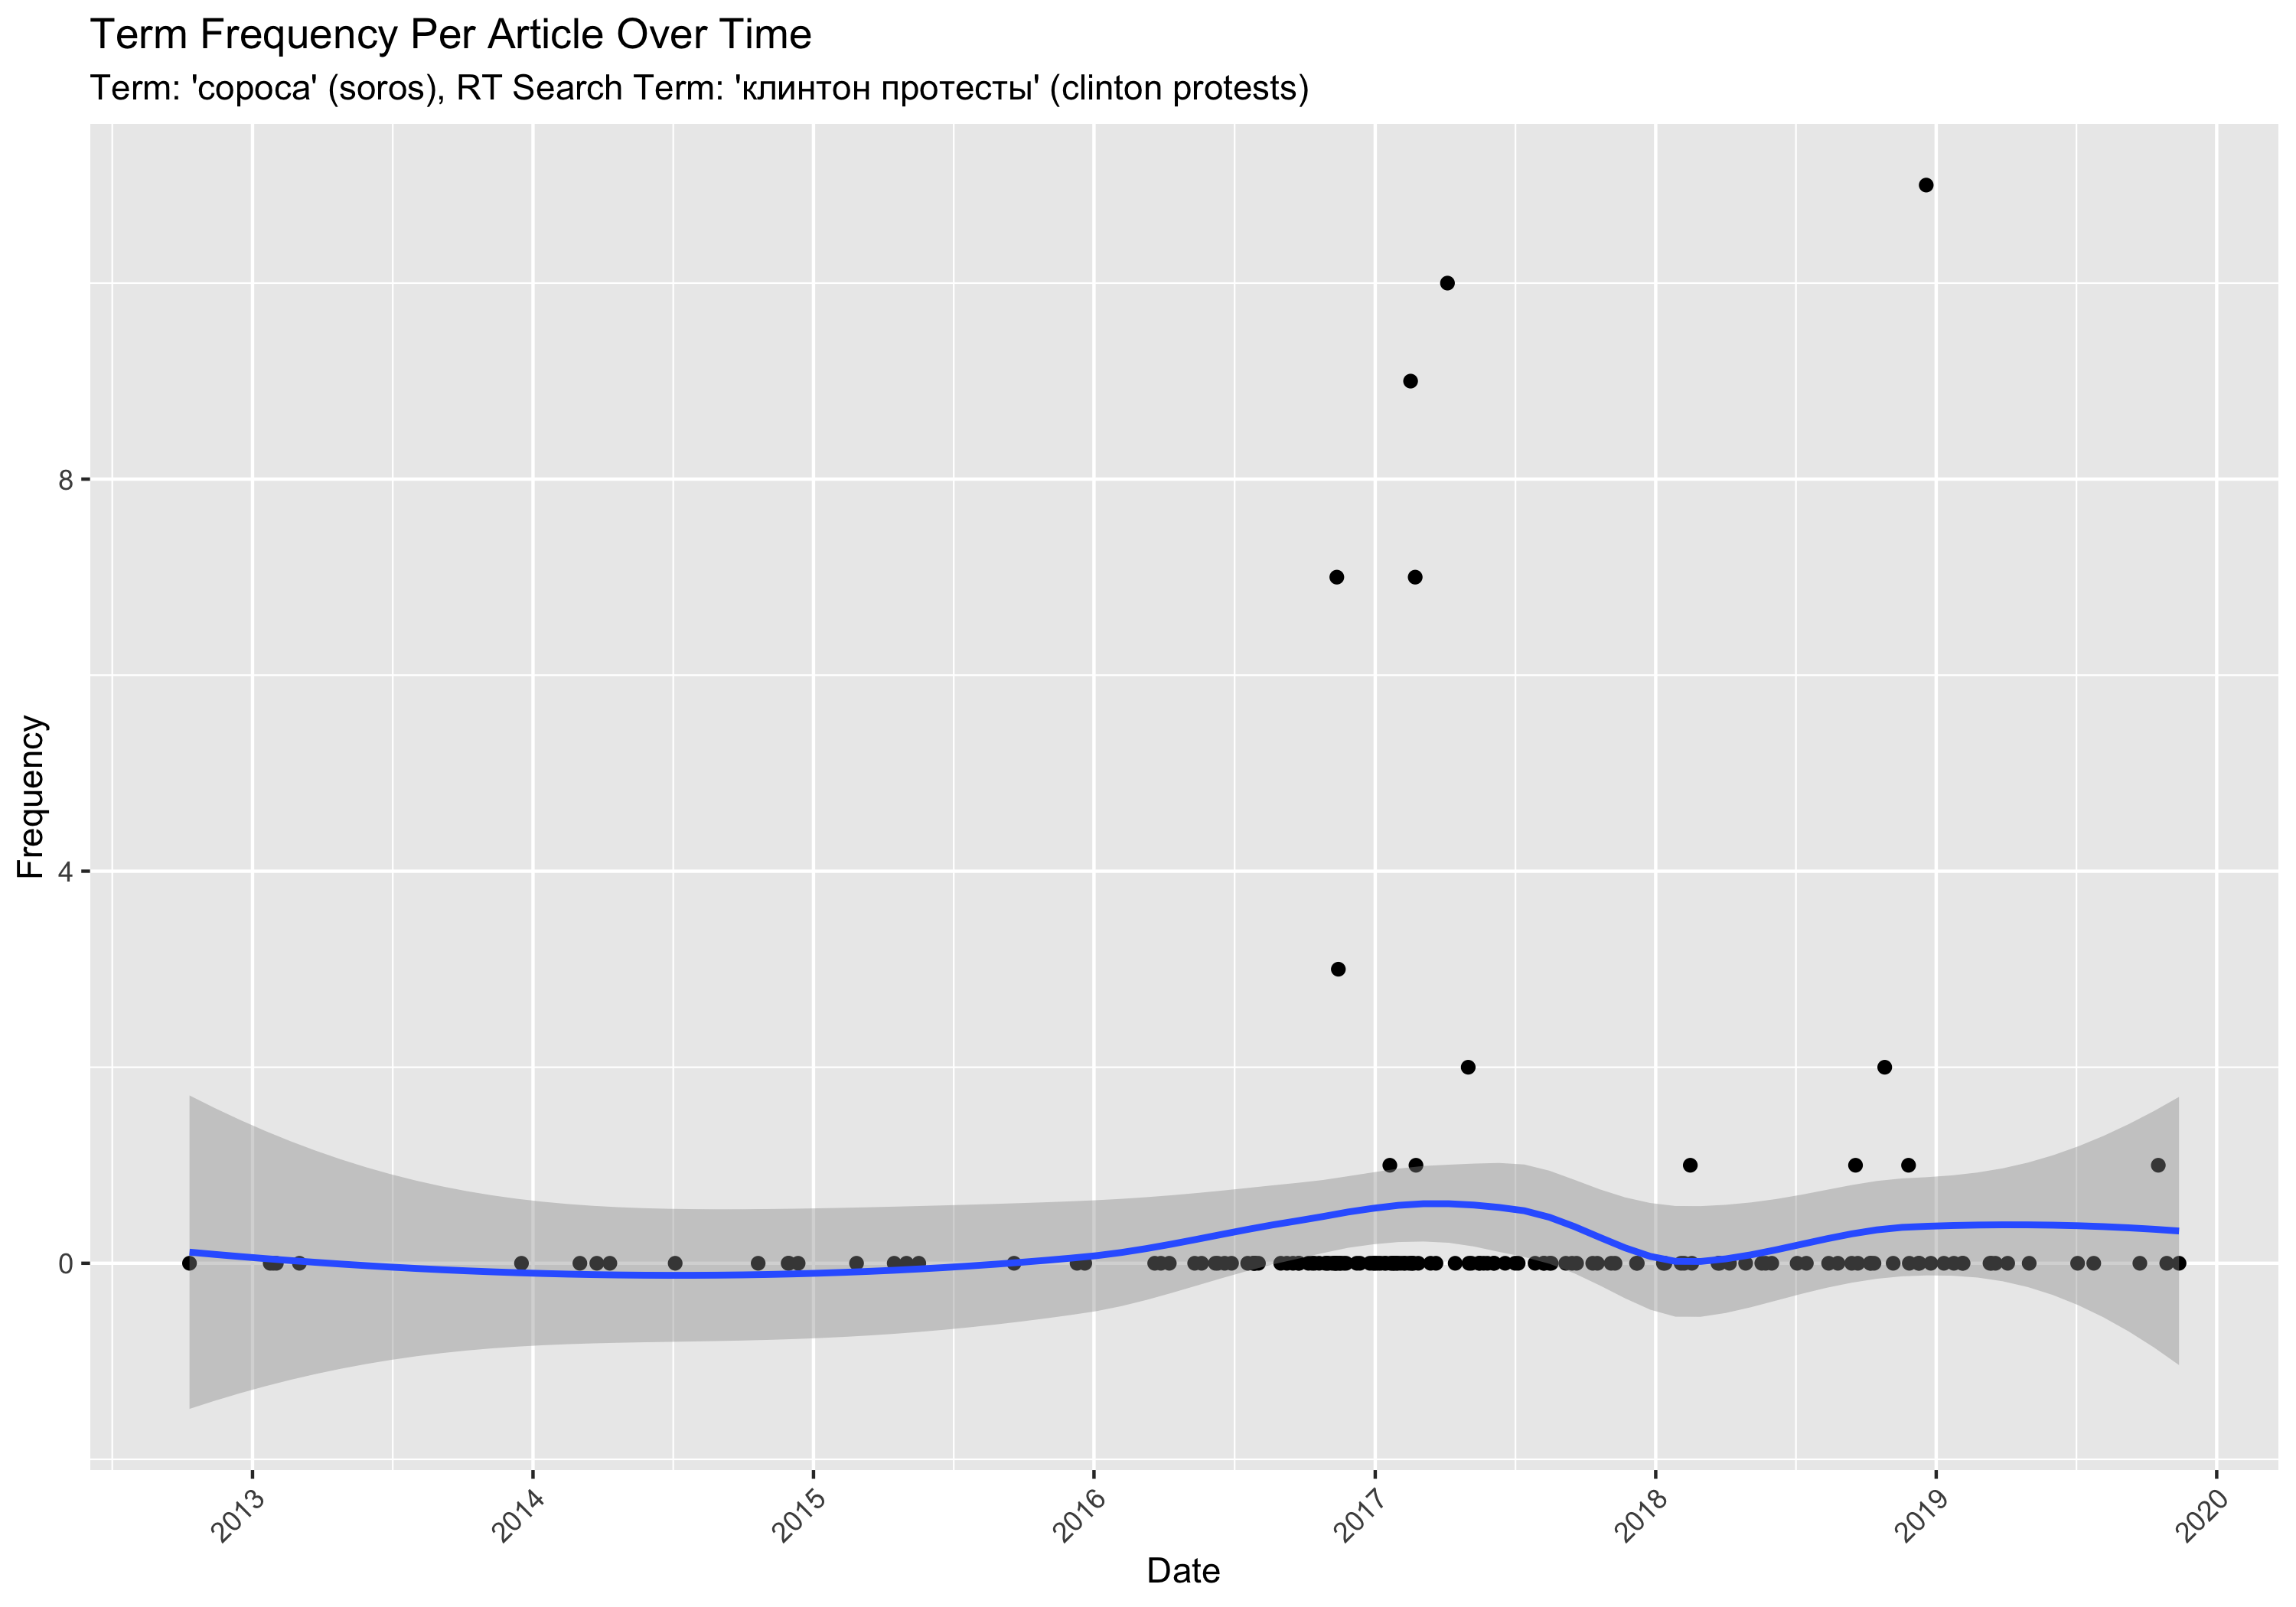 Term Frequency Per Article Over Time
Term: 'сороса' (soros), RT Search Term: 'клинтон протесты' (clinton protests)
Frequency
8
4
0
2013
2014
2015
2016
2017
2018
2019
2020
Date